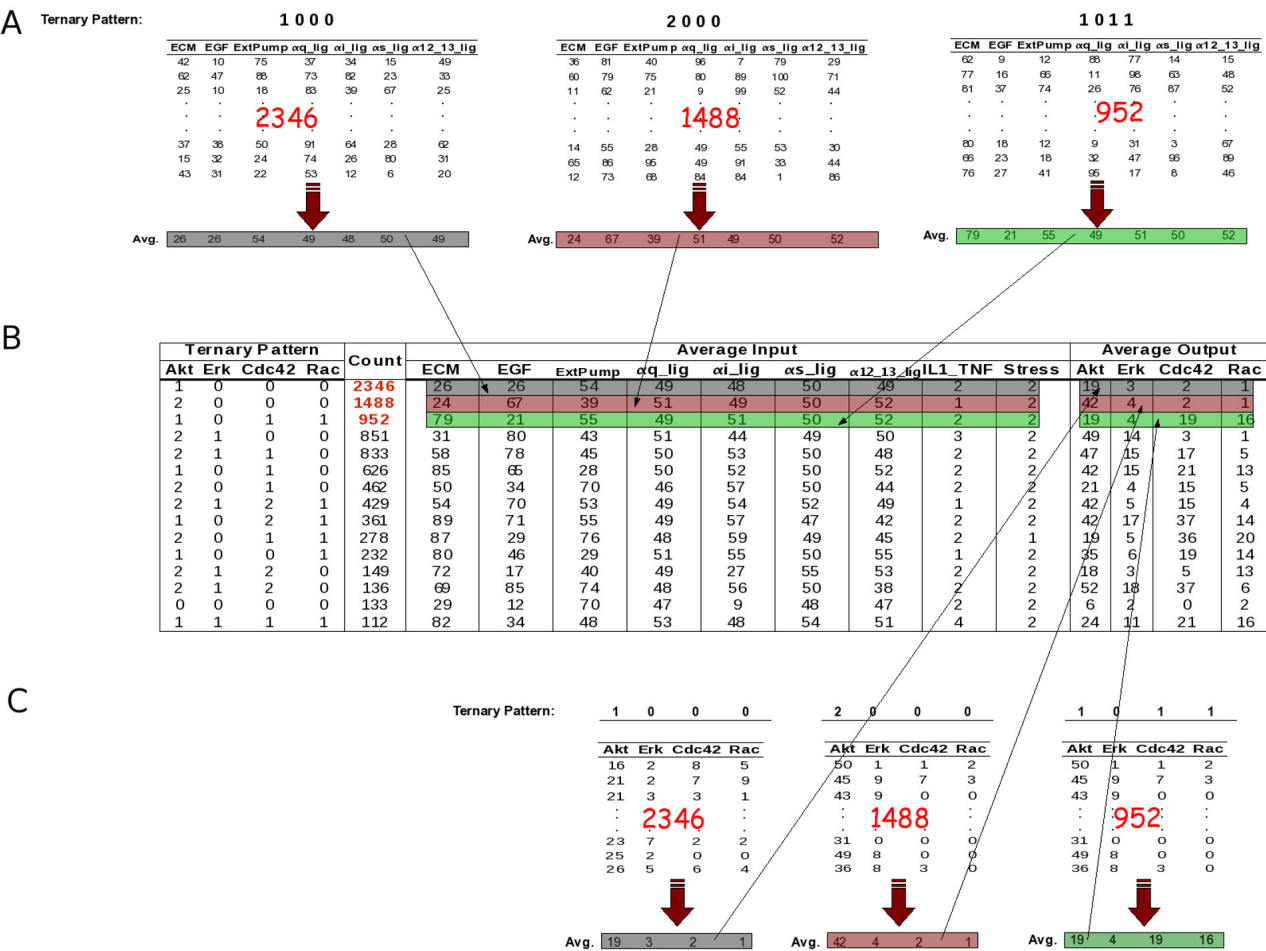 A
Ternary Pattern: 1 0 0 0
ECM EGF ExtPump αq_lig αi_lig αs_lig α12_13_lig
42 10 75 37 34 15 49
62 47 88 73 82 23 33
25 10 18 83 39 67 25
2346
37 38 50 91 64 28 62
15 32 24 74 26 80 31
43 31 22 53 12 6 20
Avg. 26 26 54 49 48 50 49
2 0 0 0
ECM EGF ExtPump αq_lig αi_lig αs_lig α12_13_lig
36 81 40 96 7 79 29
60 79 75 80 89 100 71
11 62 21 9 99 52 44
1488
14 55 28 49 55 53 30
65 86 95 49 91 33 44
12 73 68 84 84 1 86
Avg. 24 67 39 51 49 50 52
1 0 1 1
ECM EGF ExtPump αq_lig αi_lig αs_lig α12_13_lig
62 9 12 88 77 14 15
77 16 66 11 98 63 48
81 37 74 26 76 87 52
952
80 18 12 9 31 3 67
66 23 18 32 47 96 89
76 27 41 95 17 8 46
Avg. 79 21 55 49 51 50 52
B
Ternary Pattern Count Average Input Average Output
Akt Erk Cdc42 Rac ECM EGF ExtPump αq_lig αi_lig αs_lig α12_13_lig IL1_TNF Stress Akt Erk Cdc42 Rac
1 0 0 0 2346 26 26 54 49 48 50 49 2 2 19 3 2 1
2 0 0 0 1488 24 67 39 51 49 50 52 1 2 42 4 2 1
1 0 1 1 952 79 21 55 49 51 50 52 2 2 19 4 19 16
2 1 0 0 851 31 80 43 51 44 49 50 3 2 49 14 3 1
2 1 1 0 833 58 78 45 50 53 50 48 2 2 47 15 17 5
1 0 1 0 626 85 65 28 50 52 50 52 2 2 42 15 21 13
2 0 1 0 462 50 34 70 46 57 50 44 2 2 21 4 15 5
2 1 2 1 429 54 70 53 49 54 52 49 1 2 42 5 15 4
1 0 2 1 361 89 71 55 49 57 47 42 2 2 42 17 37 14
2 0 1 1 278 87 29 76 48 59 49 45 2 1 19 5 36 20
1 0 0 1 232 80 46 29 51 55 50 55 1 2 35 6 19 14
2 1 2 0 149 72 17 40 49 27 55 53 2 2 18 3 5 13
2 1 2 0 136 69 85 74 48 56 50 38 2 2 52 18 37 6
0 0 0 0 133 29 12 70 47 9 48 47 2 2 6 2 0 2
1 1 1 1 112 82 34 48 53 48 54 51 4 2 24 11 21 16
C
Ternary Pattern: 1 0 0 0
Akt Erk Cdc42 Rac
16 2 8 5
21 2 7 9
21 3 3 1
2346
23 7 2 2
25 2 0 0
26 5 6 4
Avg. 19 3 2 1
2 0 0 0
Akt Erk Cdc42 Rac
50 1 1 2
45 9 7 3
43 9 0 0
1488
31 0 0 0
49 8 0 0
36 8 3 0
Avg. 42 4 2 1
1 0 1 1
Akt Erk Cdc42 Rac
50 1 1 2
45 9 7 3
43 9 0 0
952
31 0 0 0
49 8 0 0
36 8 3 0
Avg. 19 4 19 16